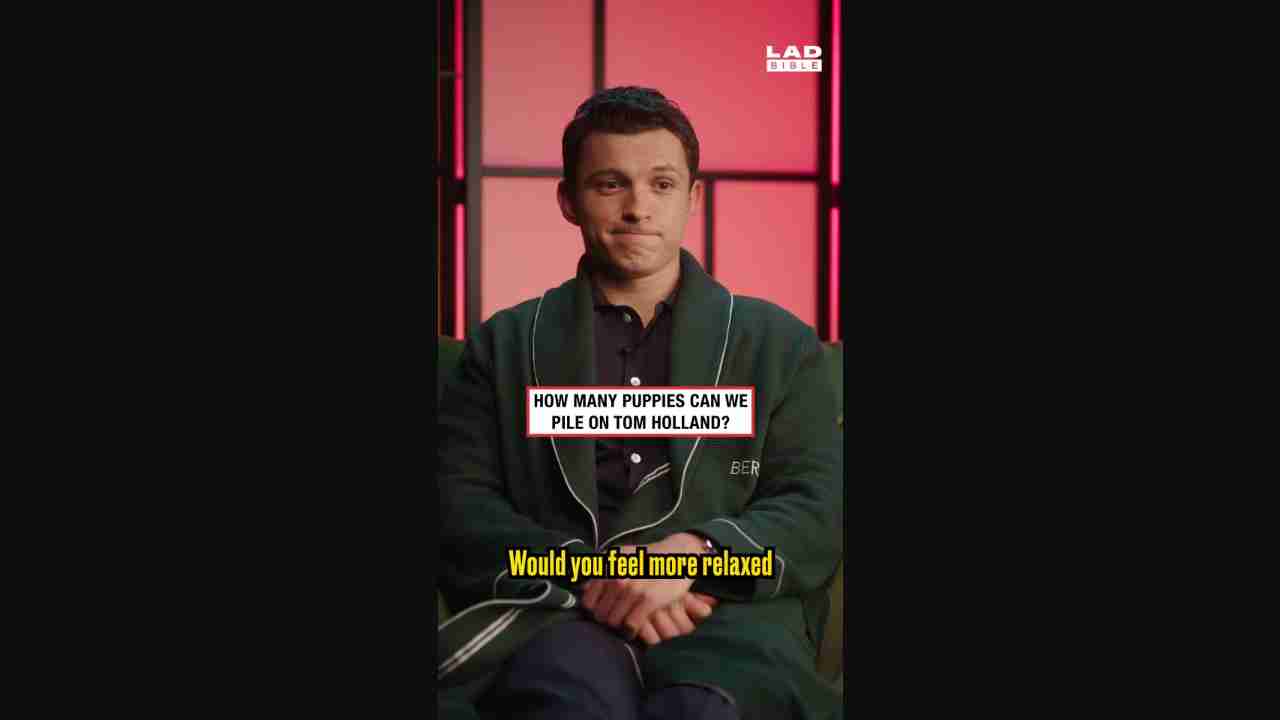 LAD
BIBLE
HOW MANY PUPPIES CAN WE
PILE ON TOM HOLLAND?
BER
Would you feel more relaxed